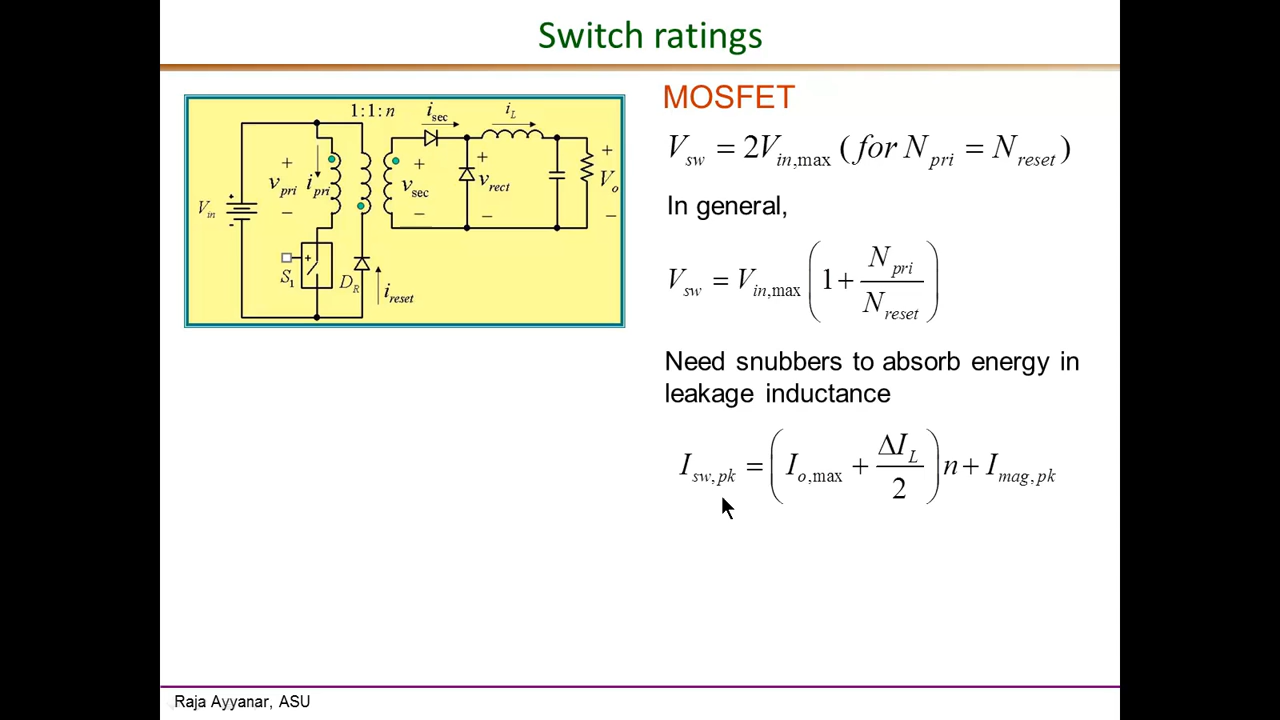 Switch ratings
1:1:n
i_sec
i_L
+
v_pri
−
i_pri
+
v_sec
−
+
v_rect
−
+
V_o
−
V_in
+
-
S_1
+
D_R
i_reset
MOSFET
V_sw = 2V_in,max ( for N_pri = N_reset )
In general,
V_sw = V_in,max ( 1 + N_pri / N_reset )
Need snubbers to absorb energy in
leakage inductance
I_sw,pk = ( I_o,max + ΔI_L / 2 ) n + I_mag,pk
Raja Ayyanar, ASU